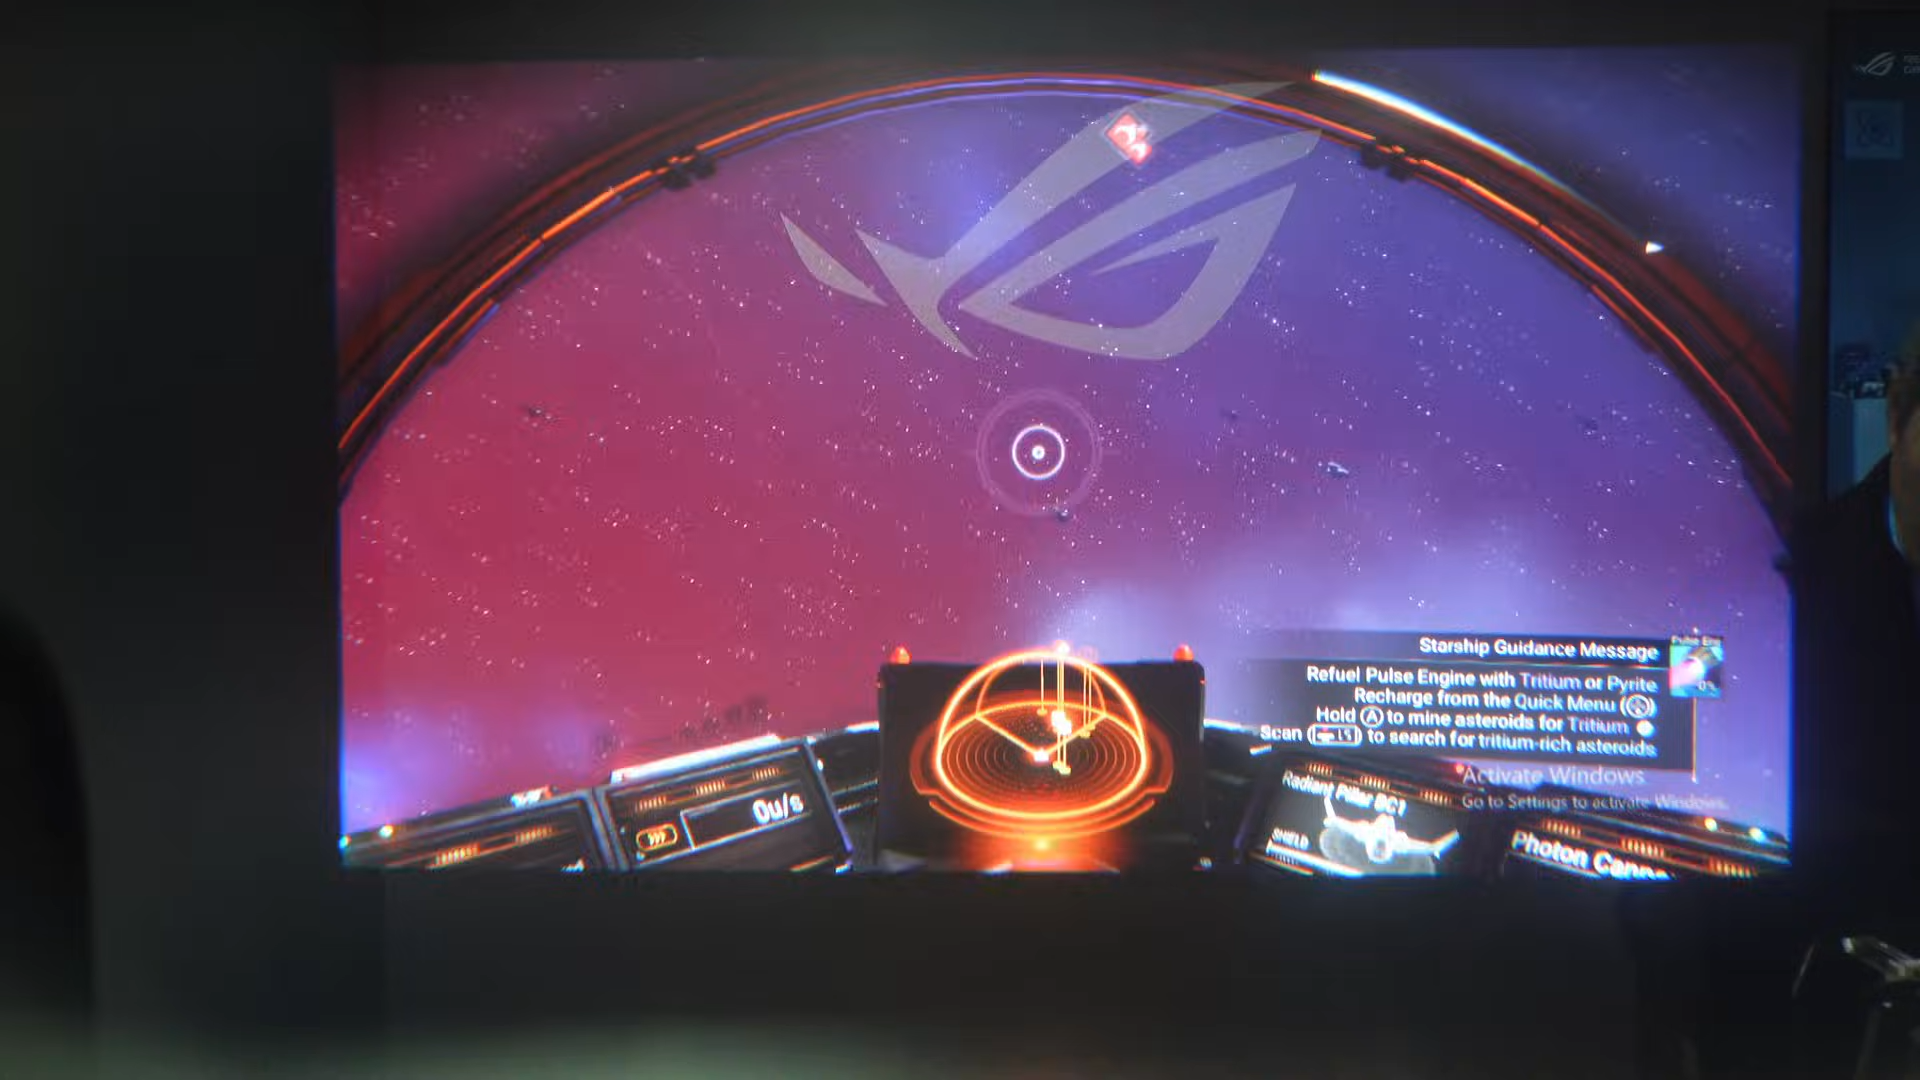 Starship Guidance Message
Refuel Pulse Engine with Tritium or Pyrite
Recharge from the Quick Menu ( )
Hold (A) to mine asteroids for Tritium
Scan ( LS ) to search for tritium-rich asteroids
Activate Windows
Go to Settings to activate Windows.
0u/s
Radiant Pillar BC1
SHIELD
Photon